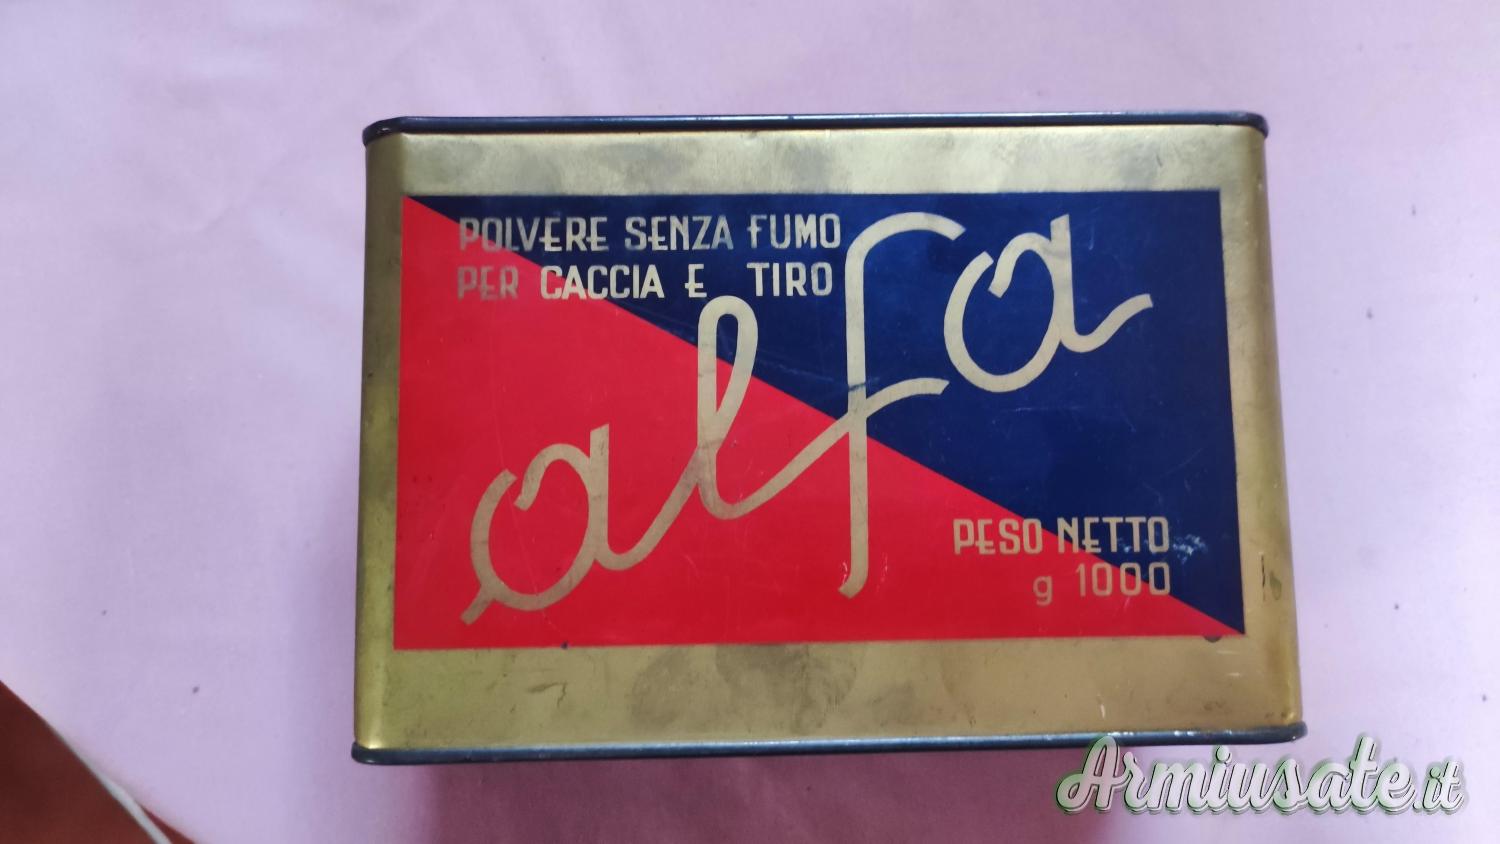 POLVERE SENZA FUMO
PER CACCIA E TIRO
alfa
PESO NETTO
g 1000
Armiusate.it